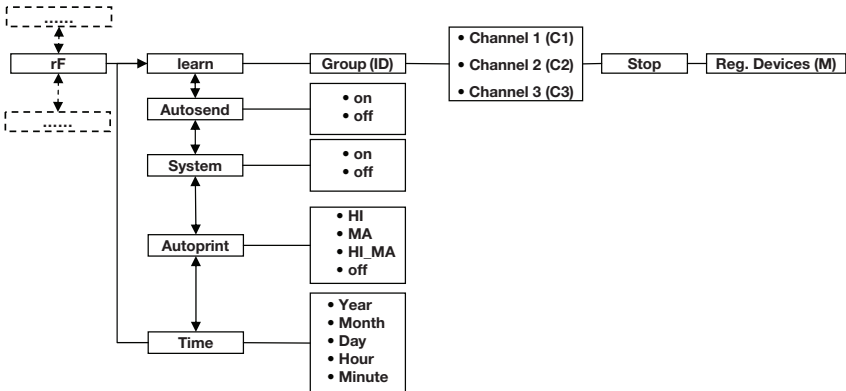 ......
rF
......
learn
Group (ID)
• Channel 1 (C1)
• Channel 2 (C2)
• Channel 3 (C3)
Stop
Reg. Devices (M)
Autosend
• on
• off
System
• on
• off
Autoprint
• HI
• MA
• HI_MA
• off
Time
• Year
• Month
• Day
• Hour
• Minute